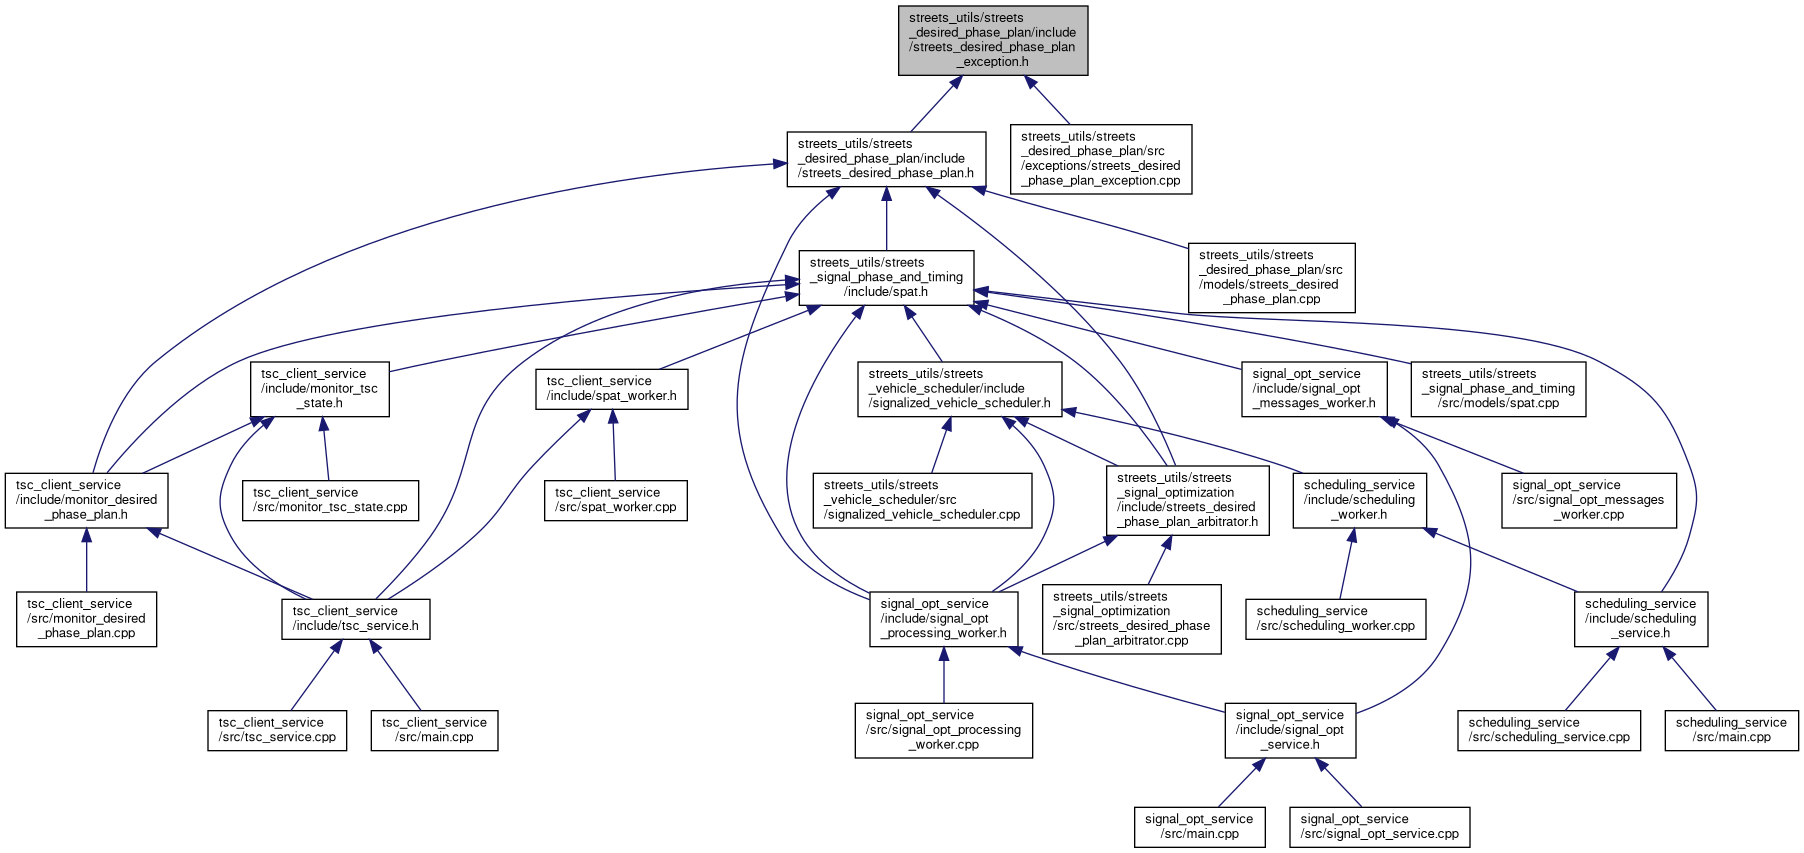 streets_utils/streets
_desired_phase_plan/include
/streets_desired_phase_plan
_exception.h
streets_utils/streets
_desired_phase_plan/include
/streets_desired_phase_plan.h
streets_utils/streets
_desired_phase_plan/src
/exceptions/streets_desired
_phase_plan_exception.cpp
streets_utils/streets
_signal_phase_and_timing
/include/spat.h
streets_utils/streets
_desired_phase_plan/src
/models/streets_desired
_phase_plan.cpp
tsc_client_service
/include/monitor_tsc
_state.h
tsc_client_service
/include/spat_worker.h
streets_utils/streets
_vehicle_scheduler/include
/signalized_vehicle_scheduler.h
signal_opt_service
/include/signal_opt
_messages_worker.h
streets_utils/streets
_signal_phase_and_timing
/src/models/spat.cpp
tsc_client_service
/include/monitor_desired
_phase_plan.h
tsc_client_service
/src/monitor_tsc_state.cpp
tsc_client_service
/src/spat_worker.cpp
streets_utils/streets
_vehicle_scheduler/src
/signalized_vehicle_scheduler.cpp
streets_utils/streets
_signal_optimization
/include/streets_desired
_phase_plan_arbitrator.h
scheduling_service
/include/scheduling
_worker.h
signal_opt_service
/src/signal_opt_messages
_worker.cpp
tsc_client_service
/src/monitor_desired
_phase_plan.cpp
tsc_client_service
/include/tsc_service.h
signal_opt_service
/include/signal_opt
_processing_worker.h
streets_utils/streets
_signal_optimization
/src/streets_desired_phase
_plan_arbitrator.cpp
scheduling_service
/src/scheduling_worker.cpp
scheduling_service
/include/scheduling
_service.h
tsc_client_service
/src/tsc_service.cpp
tsc_client_service
/src/main.cpp
signal_opt_service
/src/signal_opt_processing
_worker.cpp
signal_opt_service
/include/signal_opt
_service.h
scheduling_service
/src/scheduling_service.cpp
scheduling_service
/src/main.cpp
signal_opt_service
/src/main.cpp
signal_opt_service
/src/signal_opt_service.cpp